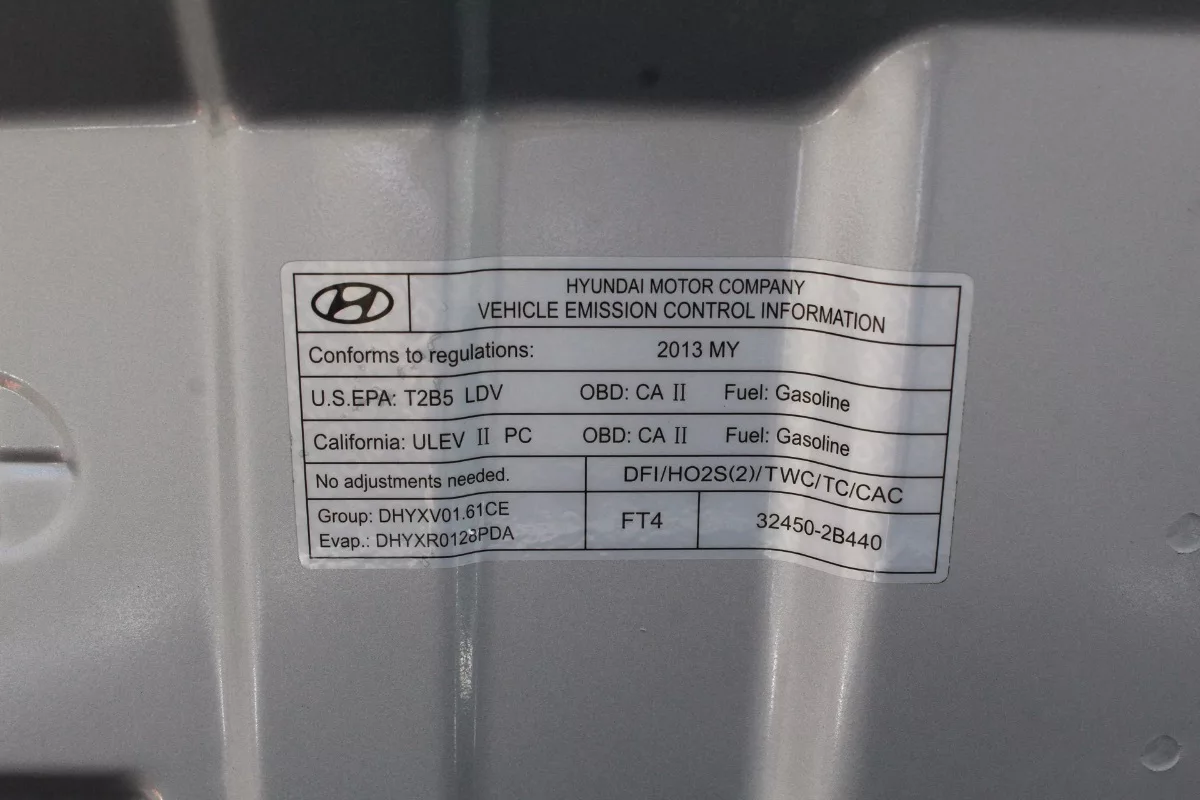 HYUNDAI MOTOR COMPANY
VEHICLE EMISSION CONTROL INFORMATION
Conforms to regulations: 2013 MY
U.S.EPA: T2B5 LDV OBD: CA II Fuel: Gasoline
California: ULEV II PC OBD: CA II Fuel: Gasoline
No adjustments needed. DFI/HO2S(2)/TWC/TC/CAC
Group: DHYXV01.61CE
Evap.: DHYXR0128PDA
FT4
32450-2B440